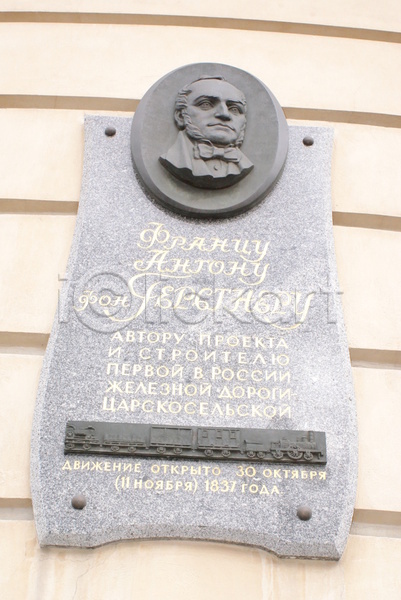 Францу
Антону
фон Герстнеру
АВТОРУ ПРОЕКТА
И СТРОИТЕЛЮ
ПЕРВОЙ В РОССИИ
ЖЕЛЕЗНОЙ ДОРОГИ-
ЦАРСКОСЕЛЬСКОЙ
ДВИЖЕНИЕ ОТКРЫТО 30 ОКТЯБРЯ
(11 НОЯБРЯ) 1837 ГОДА